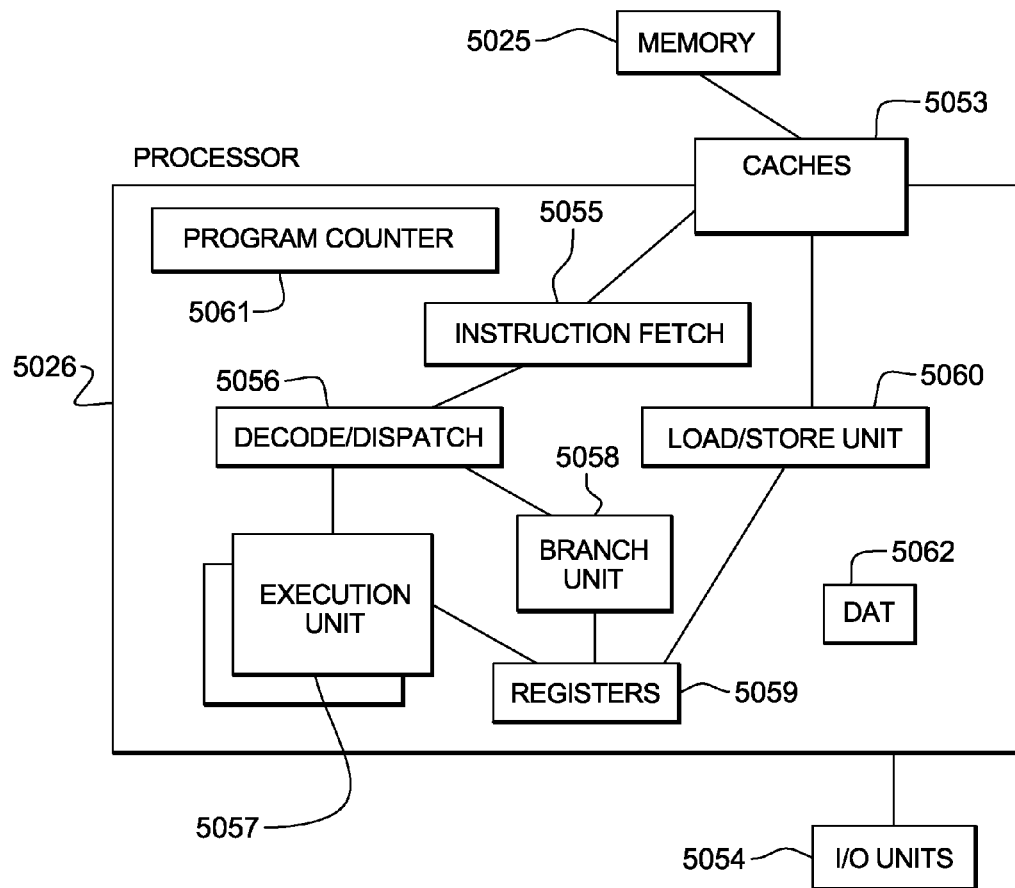 5025
MEMORY
5053
PROCESSOR
CACHES
5055
PROGRAM COUNTER
5061
INSTRUCTION FETCH
5026
5056
5060
DECODE/DISPATCH
LOAD/STORE UNIT
5058
BRANCH
UNIT
5062
EXECUTION
UNIT
DAT
REGISTERS
5059
5057
5054
I/O UNITS